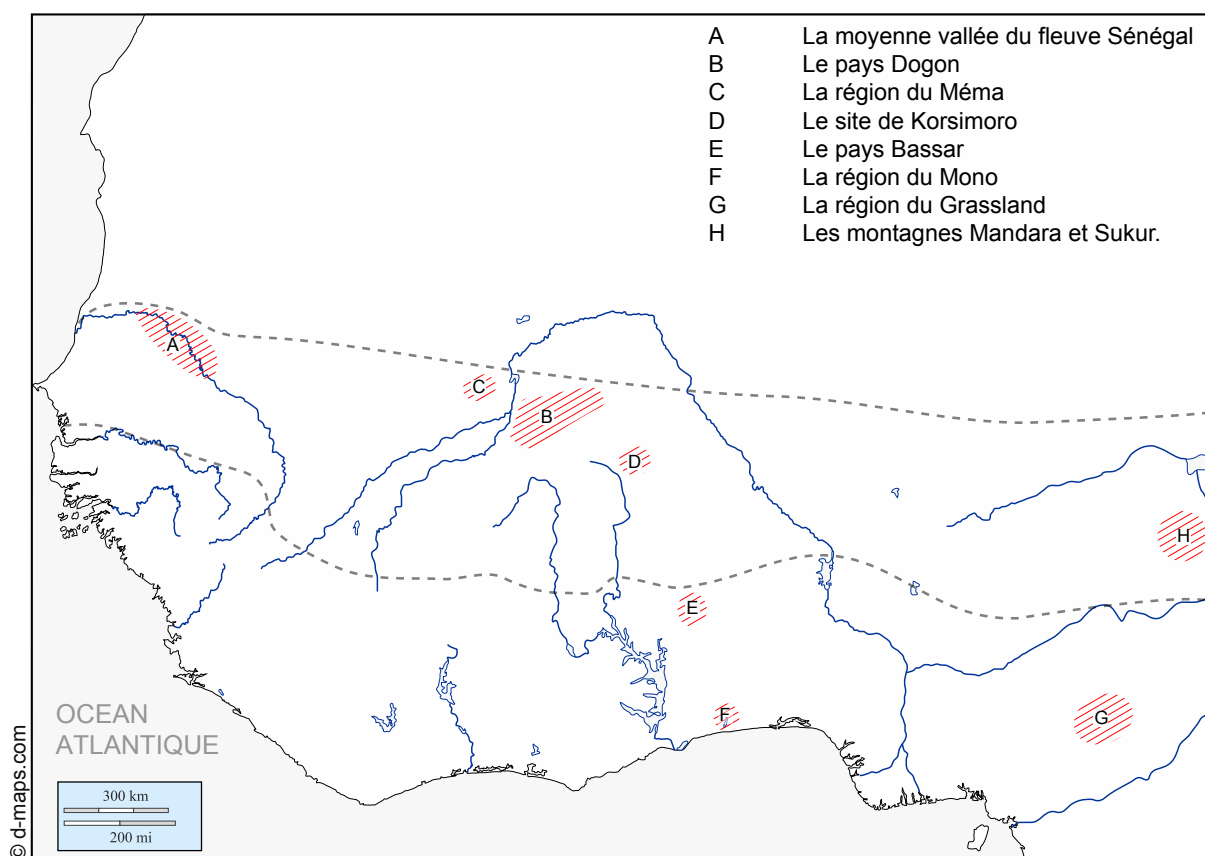 A La moyenne vallée du fleuve Sénégal
B Le pays Dogon
C La région du Méma
D Le site de Korsimoro
E Le pays Bassar
F La région du Mono
G La région du Grassland
H Les montagnes Mandara et Sukur.
A
C
B
D
H
E
F
G
OCEAN
ATLANTIQUE
300 km
200 mi
© d-maps.com